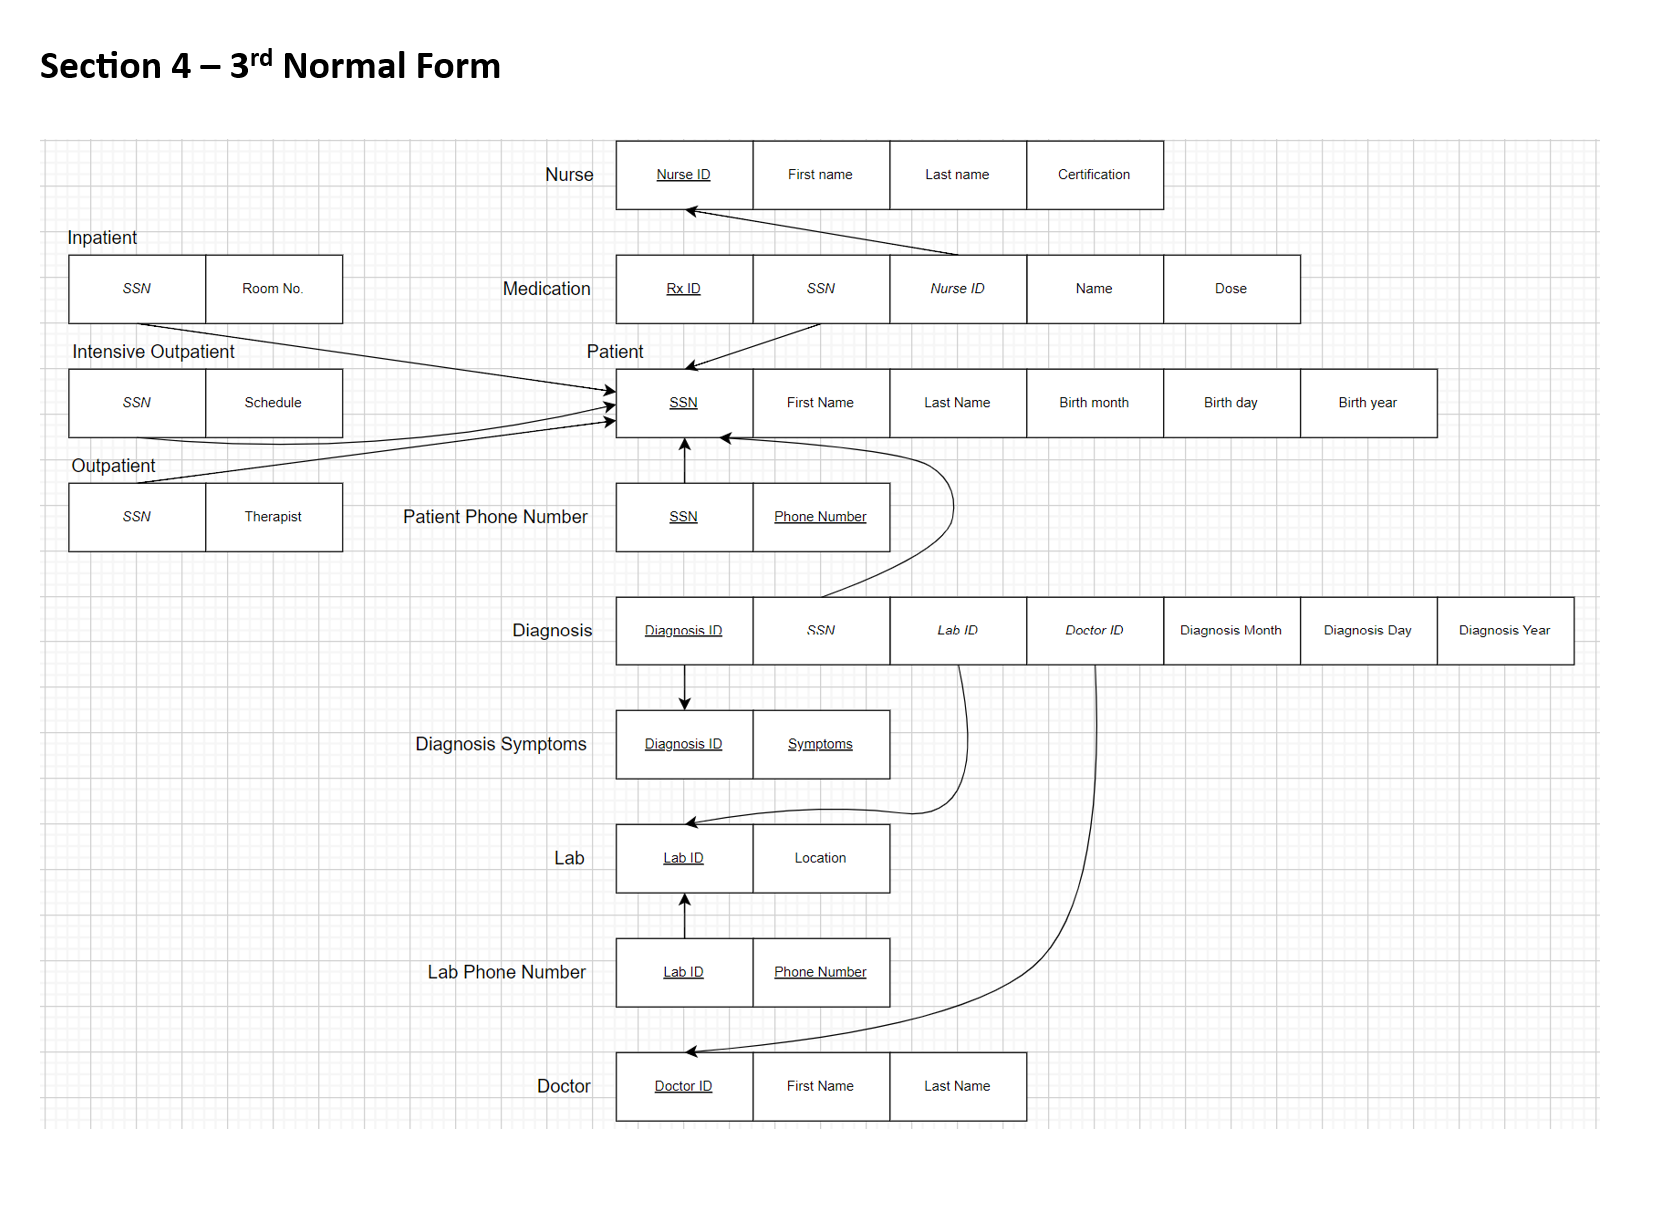 Section 4 – 3rd Normal Form
Nurse
Nurse ID First name Last name Certification
Inpatient
SSN Room No.
Medication
Rx ID SSN Nurse ID Name Dose
Intensive Outpatient
SSN Schedule
Patient
SSN First Name Last Name Birth month Birth day Birth year
Outpatient
SSN Therapist
Patient Phone Number
SSN Phone Number
Diagnosis
Diagnosis ID SSN Lab ID Doctor ID Diagnosis Month Diagnosis Day Diagnosis Year
Diagnosis Symptoms
Diagnosis ID Symptoms
Lab
Lab ID Location
Lab Phone Number
Lab ID Phone Number
Doctor
Doctor ID First Name Last Name